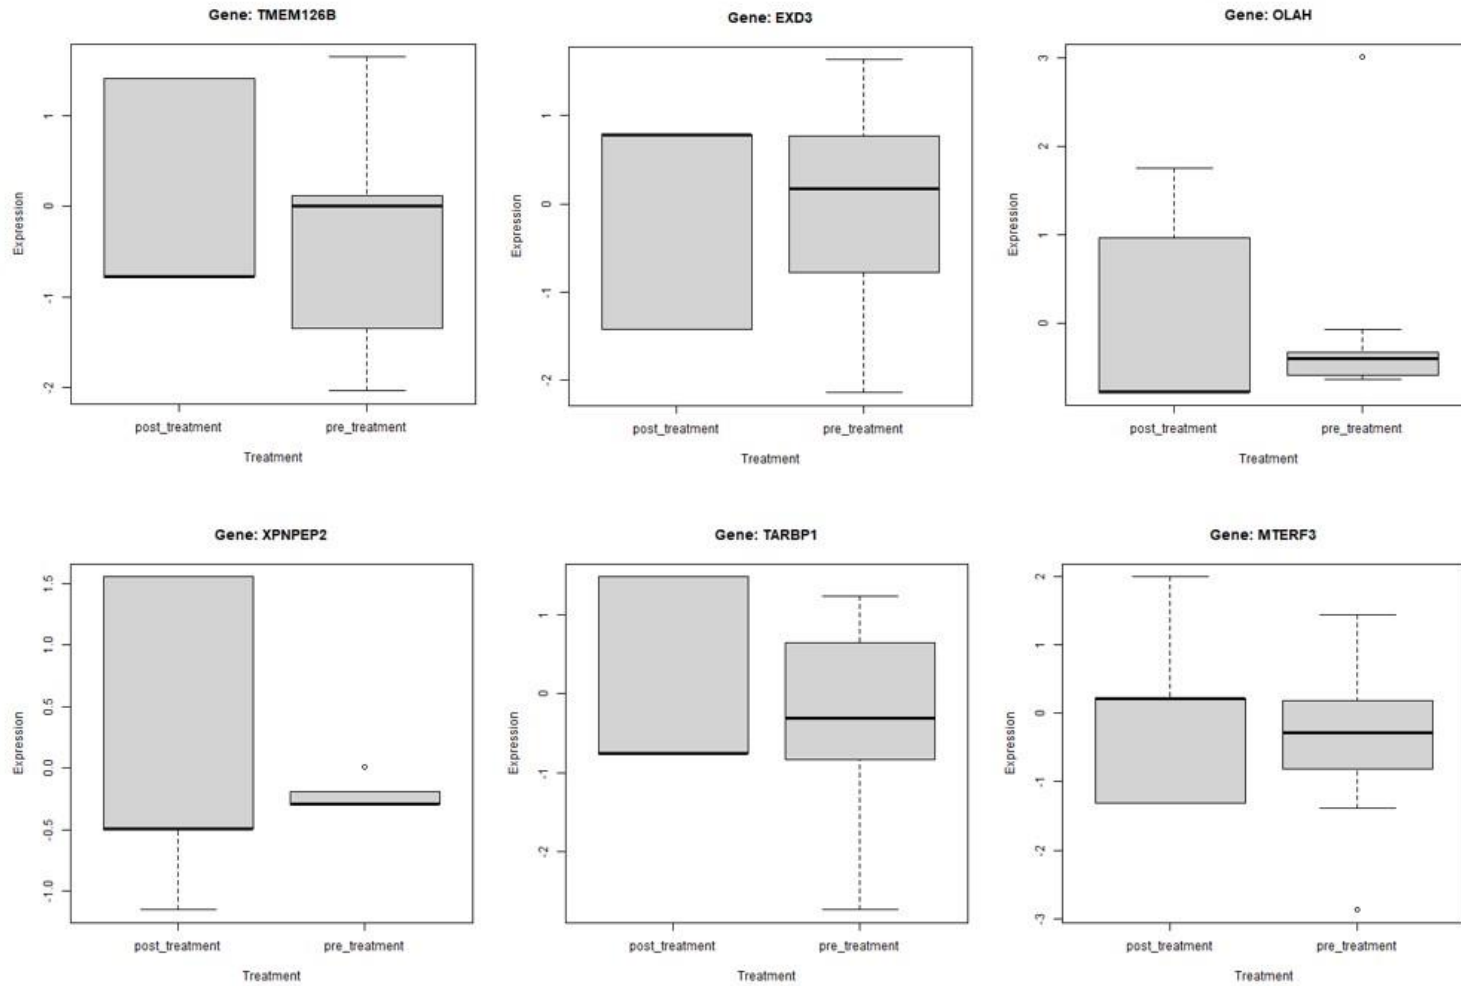 Gene: TMEM126B
1
0
-1
-2
Expression
post_treatment
pre_treatment
Treatment
Gene: EXD3
1
0
-1
-2
Expression
post_treatment
pre_treatment
Treatment
Gene: OLAH
3
2
1
0
Expression
post_treatment
pre_treatment
Treatment
Gene: XPNPEP2
1.5
1.0
0.5
0.0
-0.5
-1.0
Expression
post_treatment
pre_treatment
Treatment
Gene: TARBP1
1
0
-1
-2
Expression
post_treatment
pre_treatment
Treatment
Gene: MTERF3
2
1
0
-1
-2
-3
Expression
post_treatment
pre_treatment
Treatment